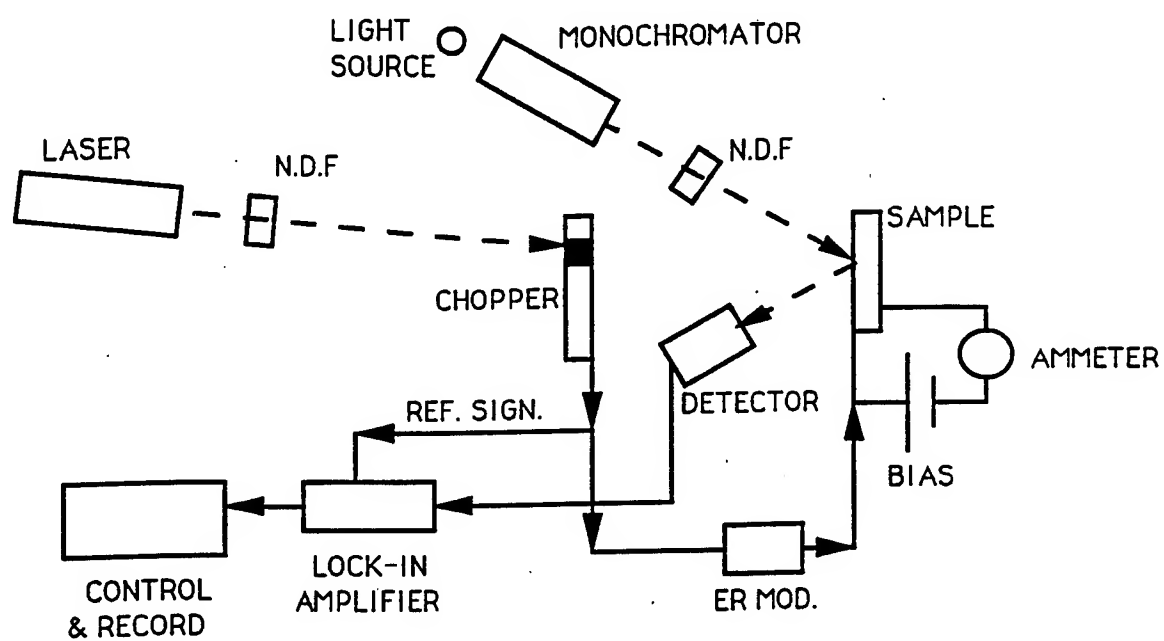 LIGHT
SOURCE
MONOCHROMATOR
LASER
N.D.F
N.D.F
SAMPLE
CHOPPER
DETECTOR
AMMETER
REF. SIGN.
BIAS
LOCK-IN
AMPLIFIER
ER MOD.
CONTROL
& RECORD